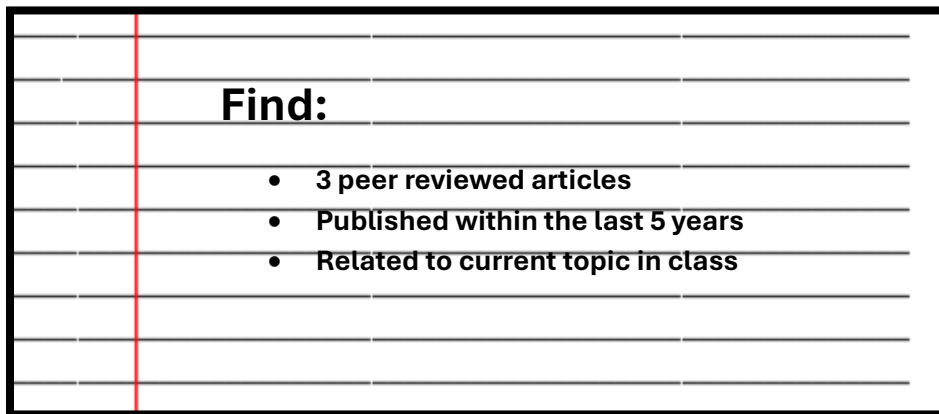 Find:
• 3 peer reviewed articles
• Published within the last 5 years
• Related to current topic in class